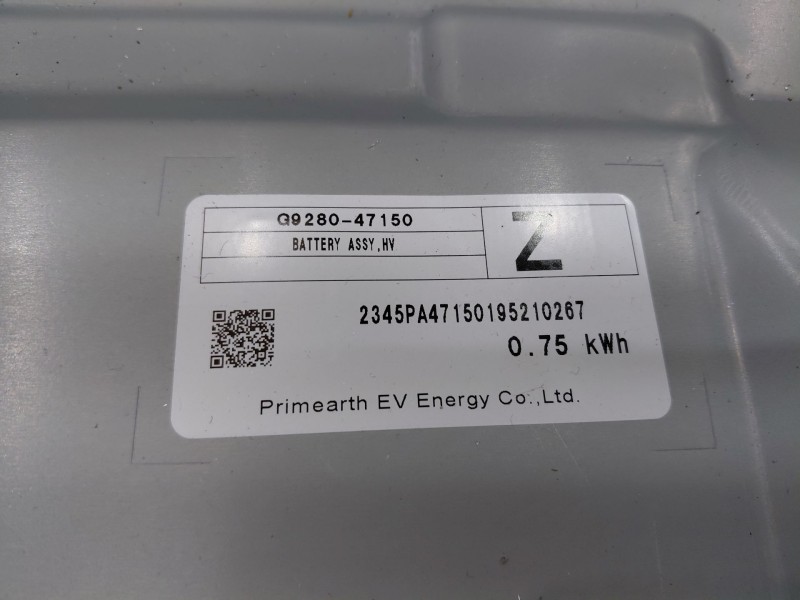 G9280-47150
BATTERY ASSY,HV
Z
2345PA47150195210267
0.75 kWh
Primearth EV Energy Co.,Ltd.